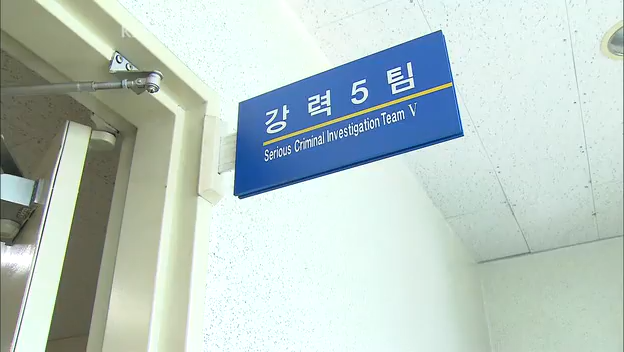 강력5팀
Serious Criminal Investigation Team Ⅴ